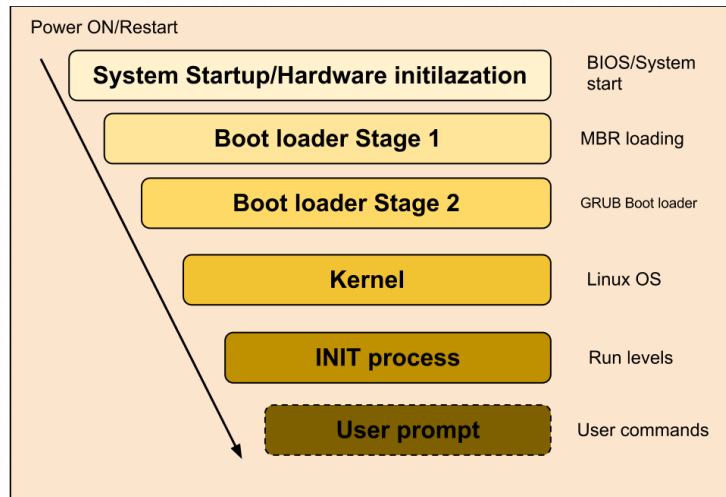 Power ON/Restart
System Startup/Hardware initilazation
BIOS/System
start
Boot loader Stage 1
MBR loading
Boot loader Stage 2
GRUB Boot loader
Kernel
Linux OS
INIT process
Run levels
User prompt
User commands